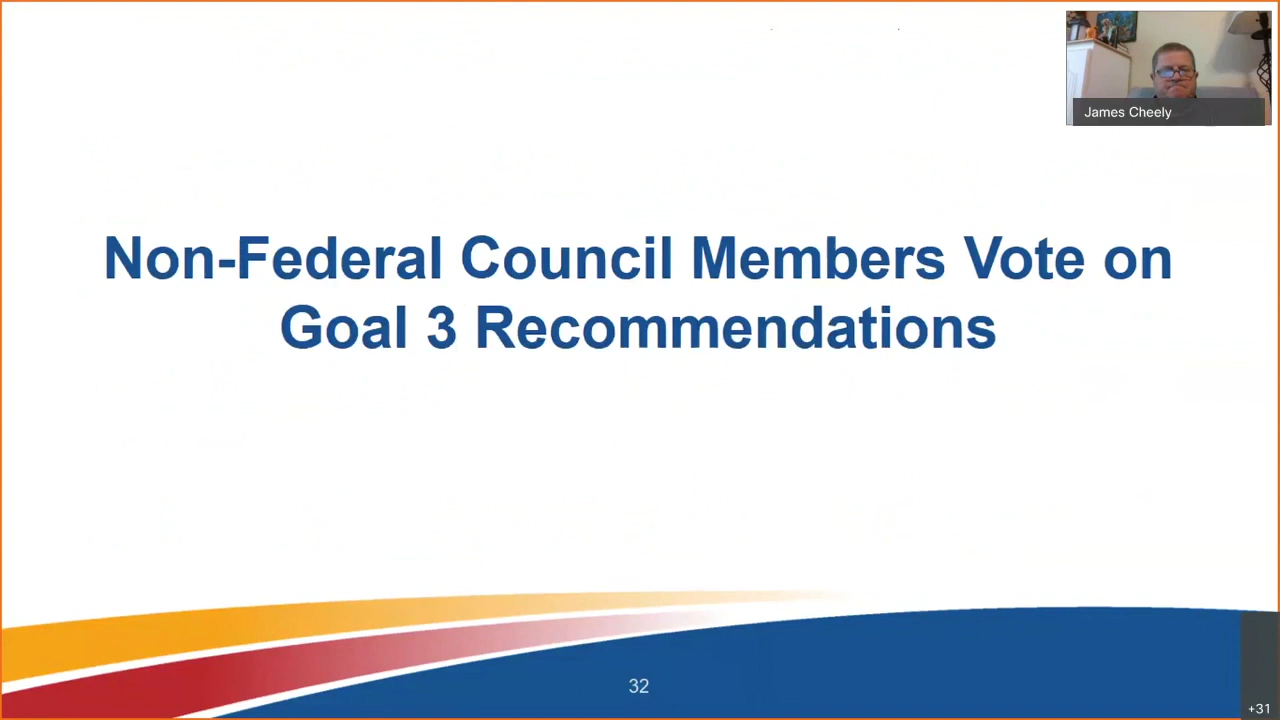 James Cheely
Non-Federal Council Members Vote on
Goal 3 Recommendations
32
+31